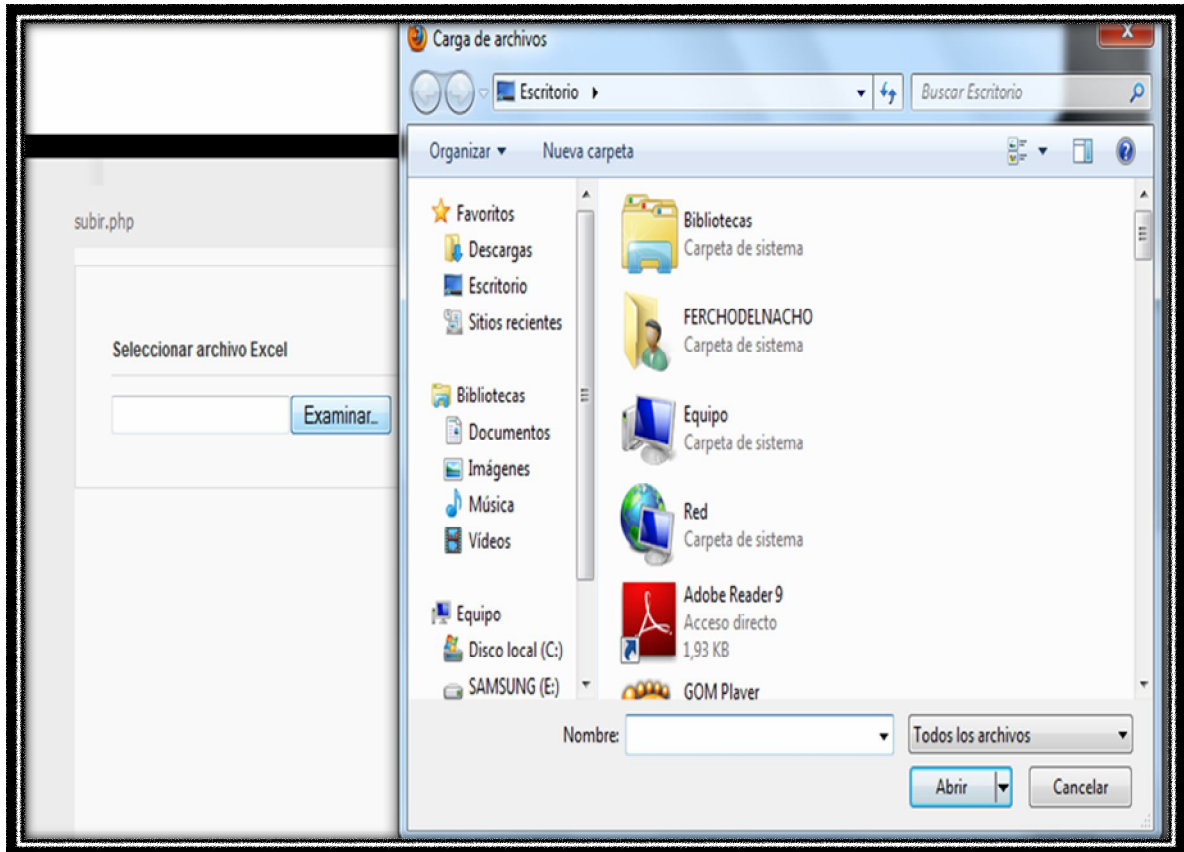 subir.php
Seleccionar archivo Excel
Examinar...
Carga de archivos
x
Escritorio
Buscar Escritorio
Organizar
Nueva carpeta
Favoritos
Descargas
Escritorio
Sitios recientes
Bibliotecas
Documentos
Imágenes
Música
Vídeos
Equipo
Disco local (C:)
SAMSUNG (E:)
Bibliotecas
Carpeta de sistema
FERCHODELNACHO
Carpeta de sistema
Equipo
Carpeta de sistema
Red
Carpeta de sistema
Adobe Reader 9
Acceso directo
1,93 KB
GOM Player
Nombre:
Todos los archivos
Abrir
Cancelar